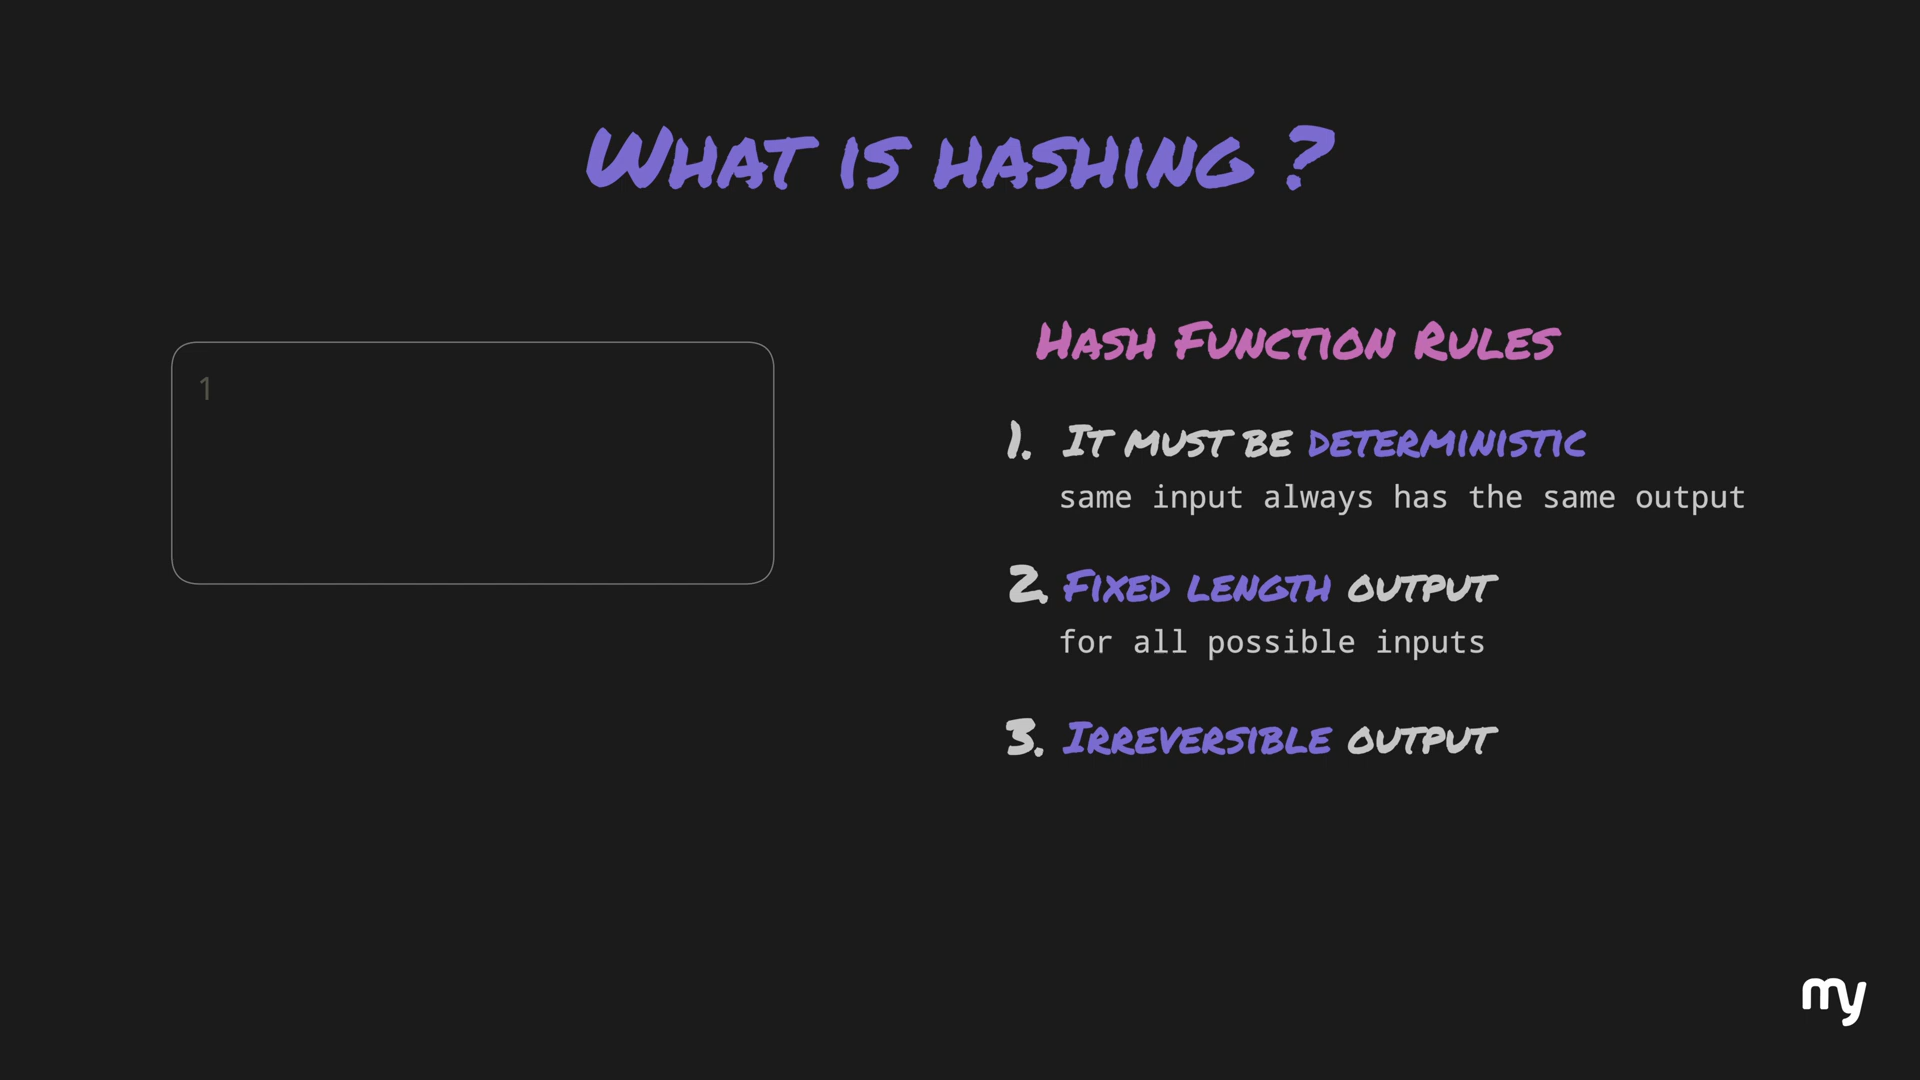 What is hashing ?
1
Hash Function Rules
1. It must be deterministic
same input always has the same output
2. Fixed length output
for all possible inputs
3. Irreversible output
my